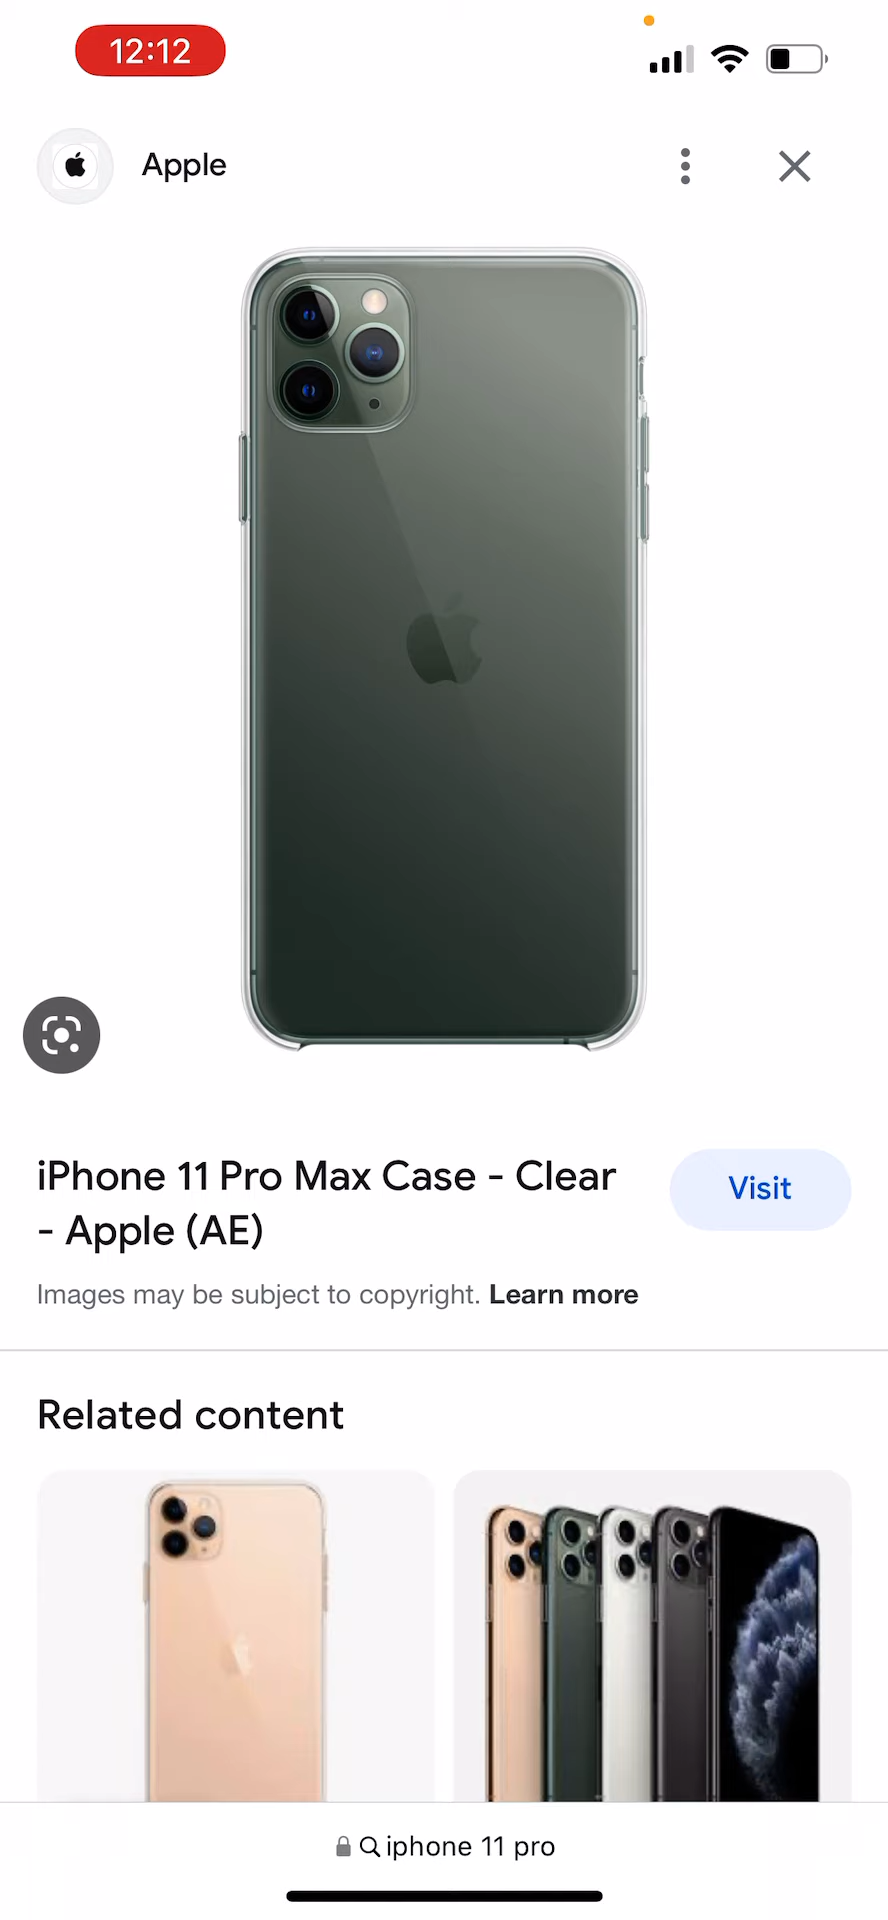 12:12
Apple
iPhone 11 Pro Max Case - Clear
- Apple (AE)
Visit
Images may be subject to copyright. Learn more
Related content
iphone 11 pro